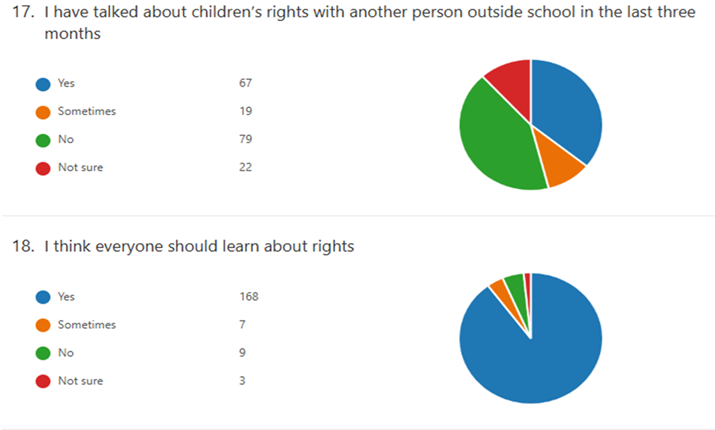 17. I have talked about children's rights with another person outside school in the last three
months
Yes 67
Sometimes 19
No 79
Not sure 22
18. I think everyone should learn about rights
Yes 168
Sometimes 7
No 9
Not sure 3